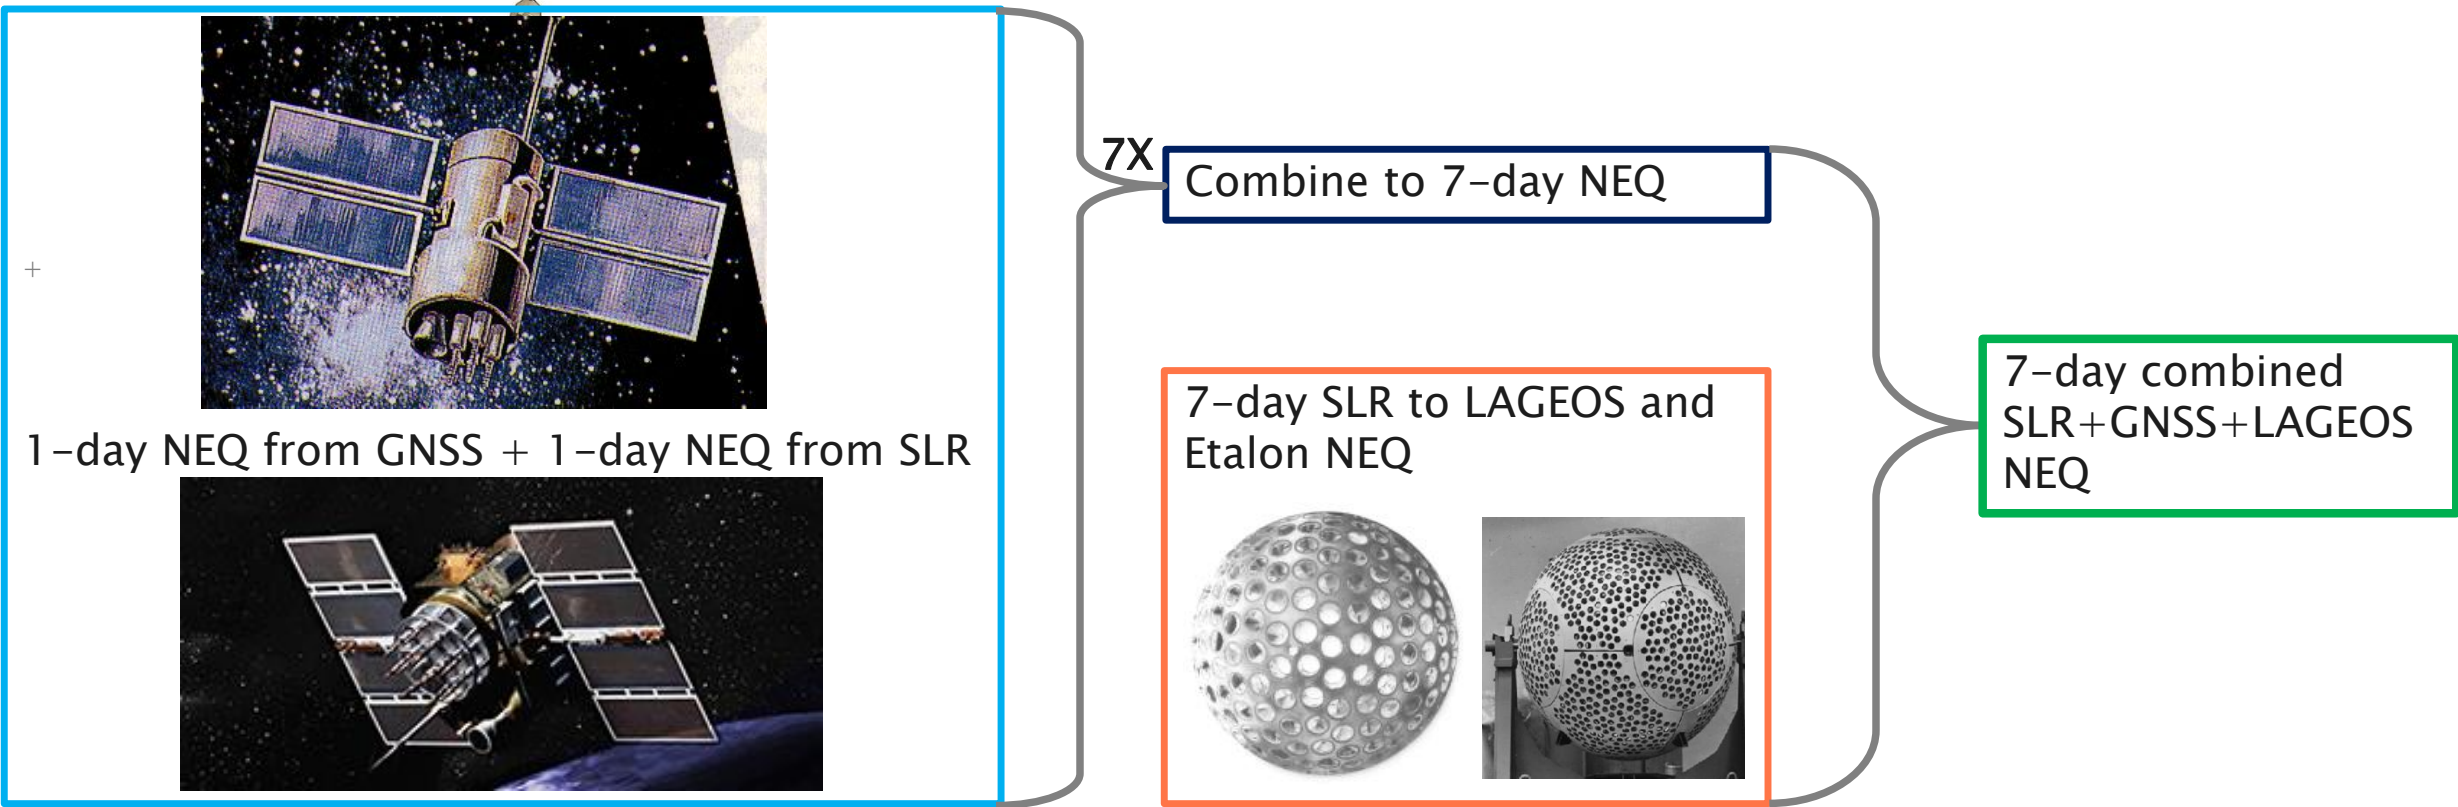 +
1-day NEQ from GNSS + 1-day NEQ from SLR
7X
Combine to 7-day NEQ
7-day SLR to LAGEOS and
Etalon NEQ
7-day combined
SLR+GNSS+LAGEOS
NEQ